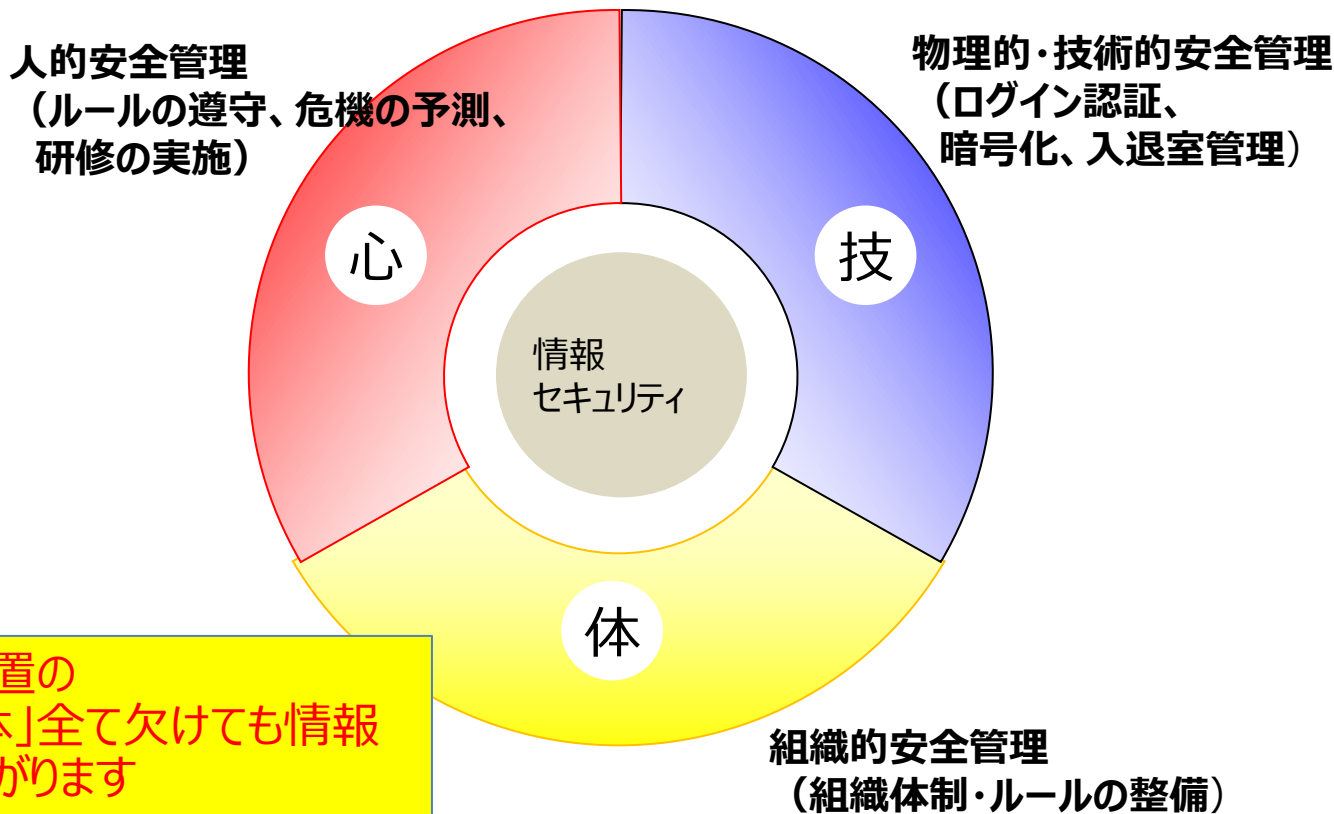 人的安全管理
（ルールの遵守、危機の予測、
研修の実施）
物理的・技術的安全管理
（ログイン認証、
暗号化、入退室管理）
心
技
情報
セキュリティ
体
置の
体」全て欠けても情報
がります
組織的安全管理
（組織体制・ルールの整備）